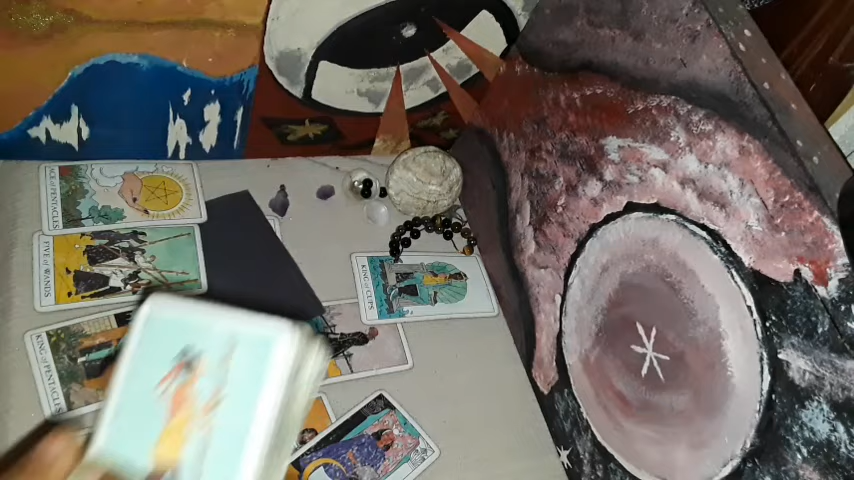 ACE OF PENTACLES
FIVE OF WANDS
KING OF PENTACLES
KING OF CUPS